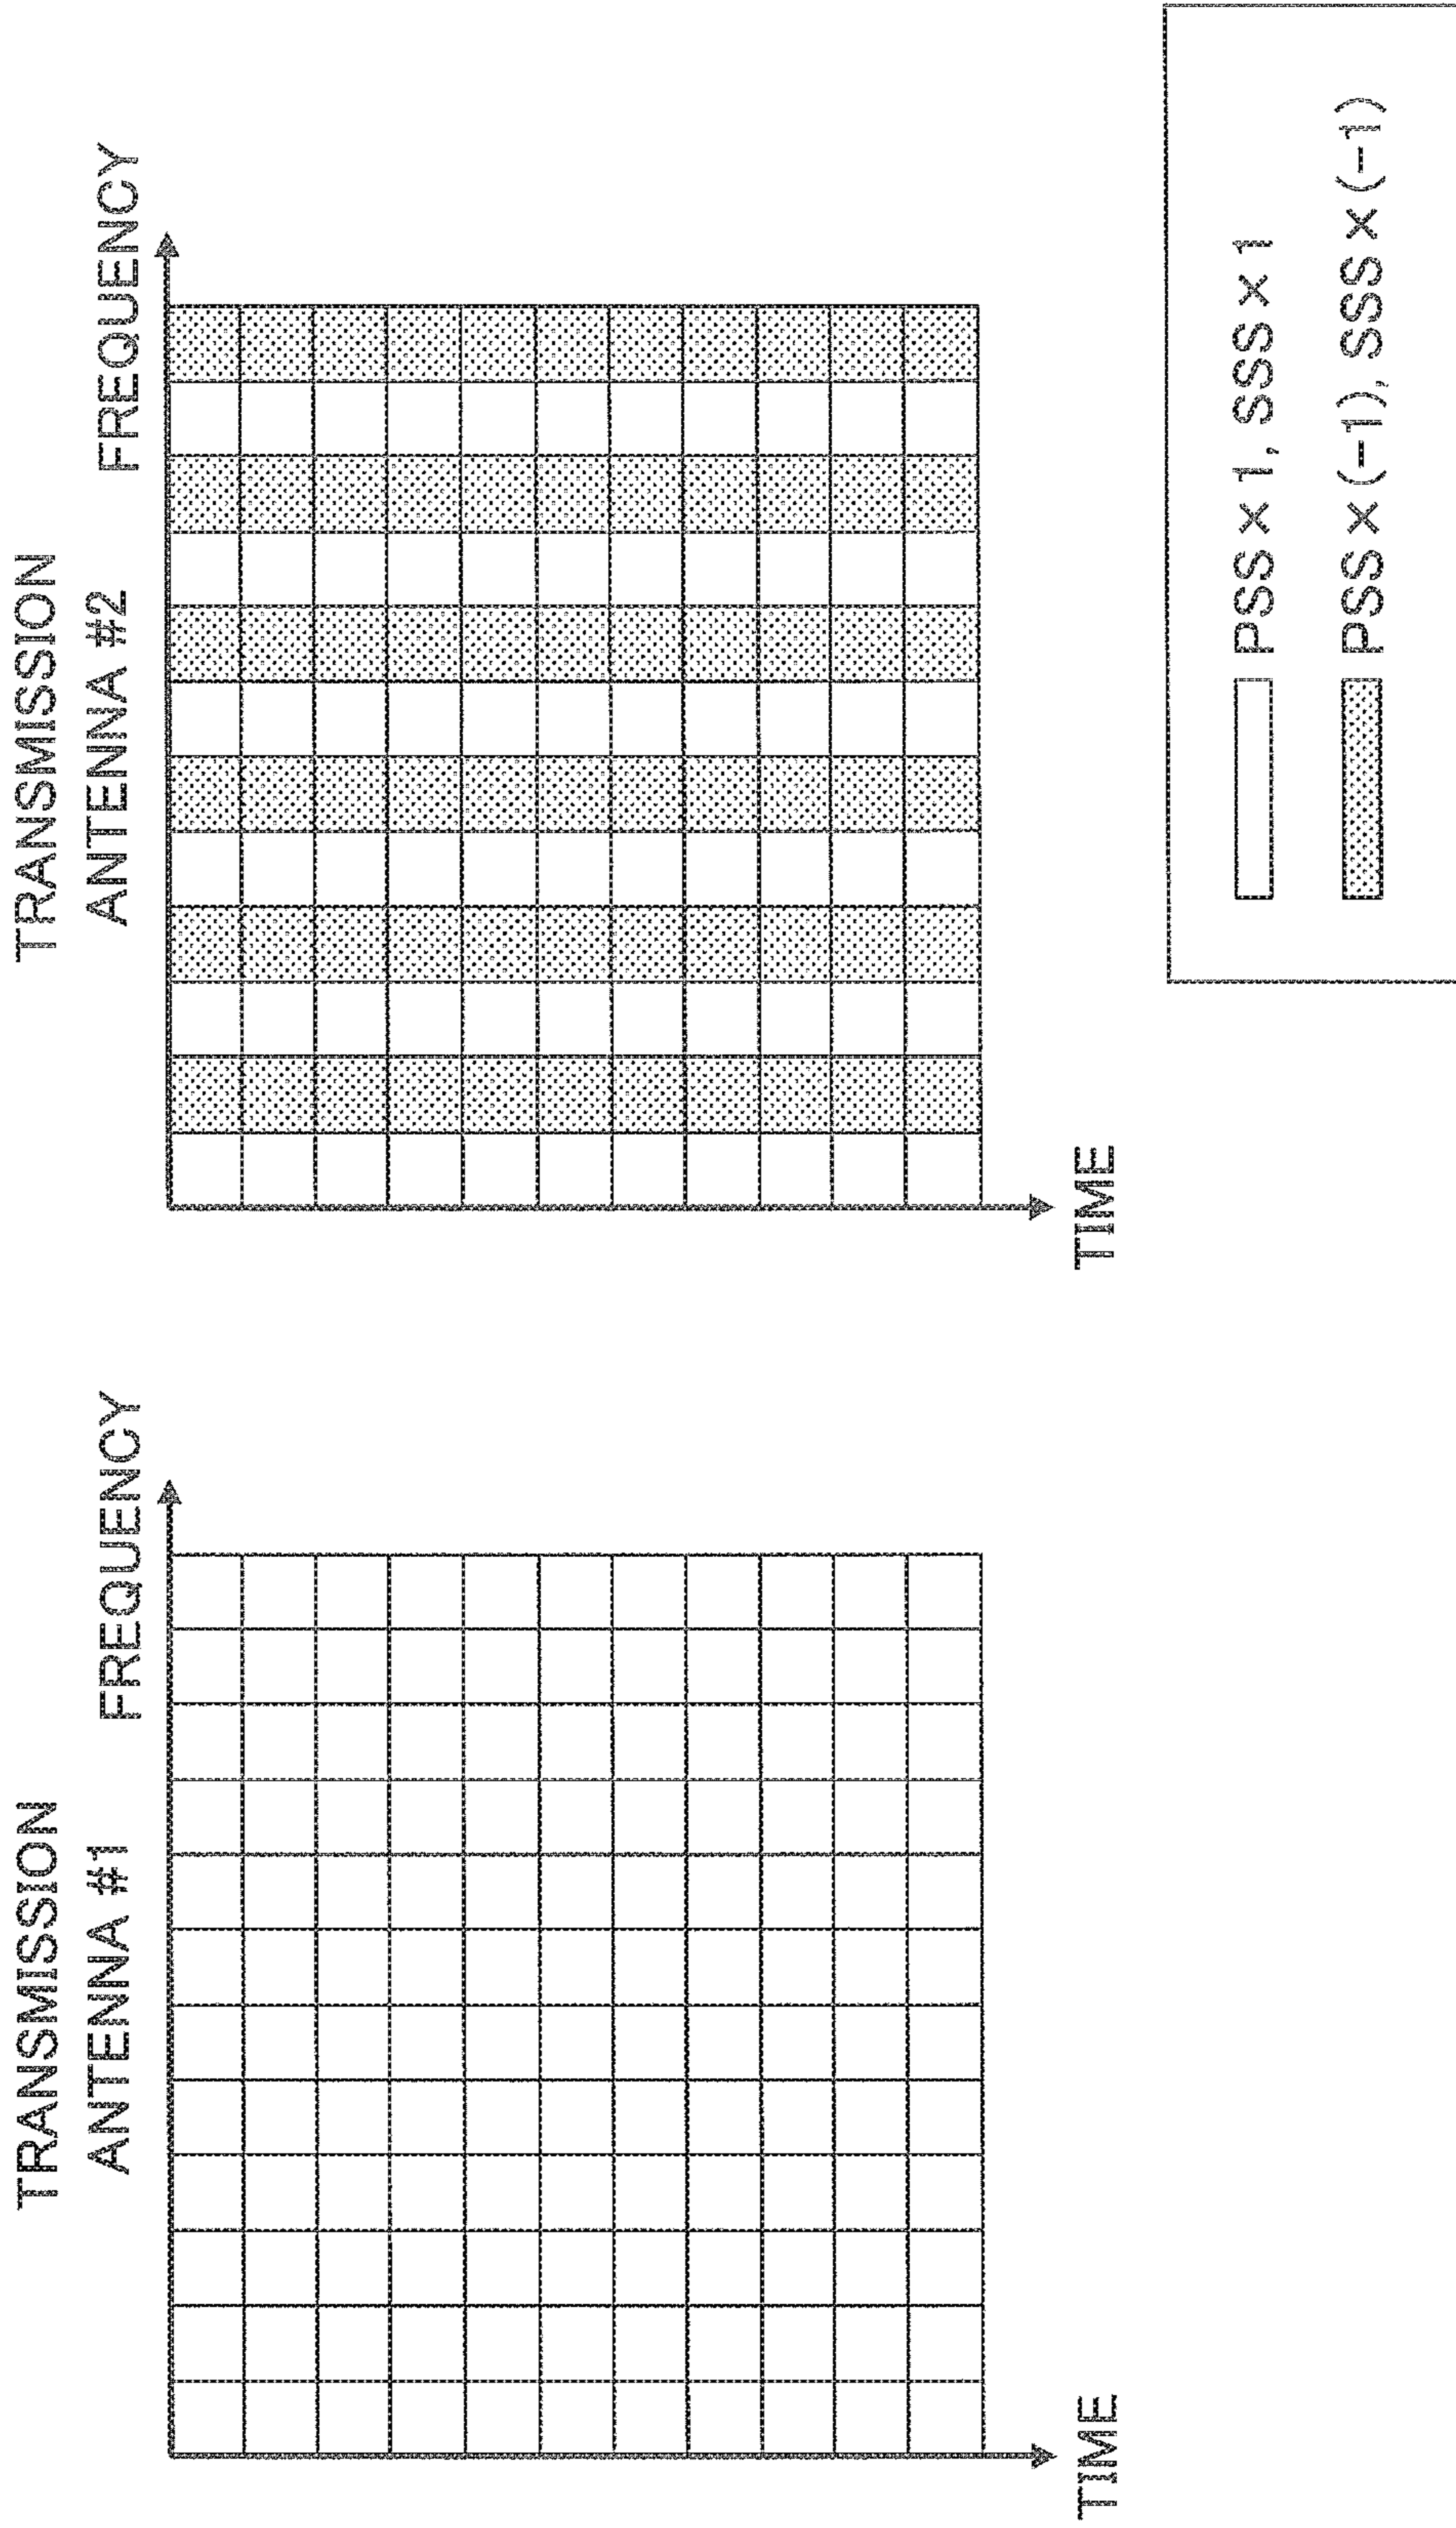 TRANSMISSION
ANTENNA #1
FREQUENCY
TIME
TRANSMISSION
ANTENNA #2
FREQUENCY
TIME
PSS × 1, SSS × 1
PSS × (-1), SSS × (-1)